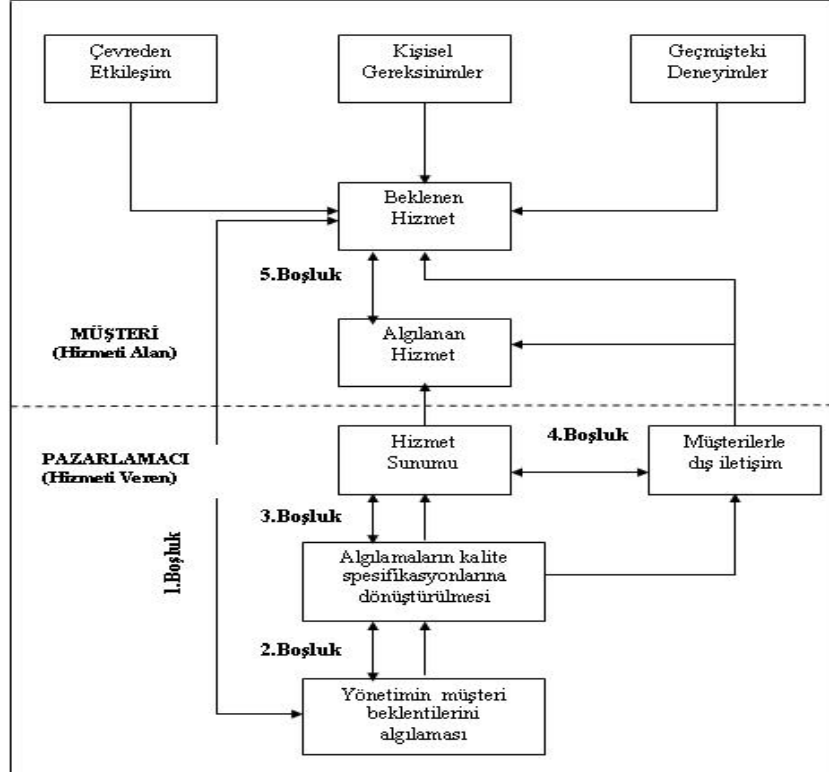 Çevreden
Etkileşim
Kişisel
Gereksinimler
Geçmişteki
Deneyimler
Beklenen
Hizmet
5.Boşluk
MÜŞTERİ
(Hizmeti Alan)
Algılanan
Hizmet
PAZARLAMACI
(Hizmeti Veren)
Hizmet
Sunumu
4.Boşluk
Müşterilerle
dış iletişim
3.Boşluk
1.Boşluk
Algılamaların kalite
spesifikasyonlarına
dönüştürülmesi
2.Boşluk
Yönetimin müşteri
beklentilerini
algılaması